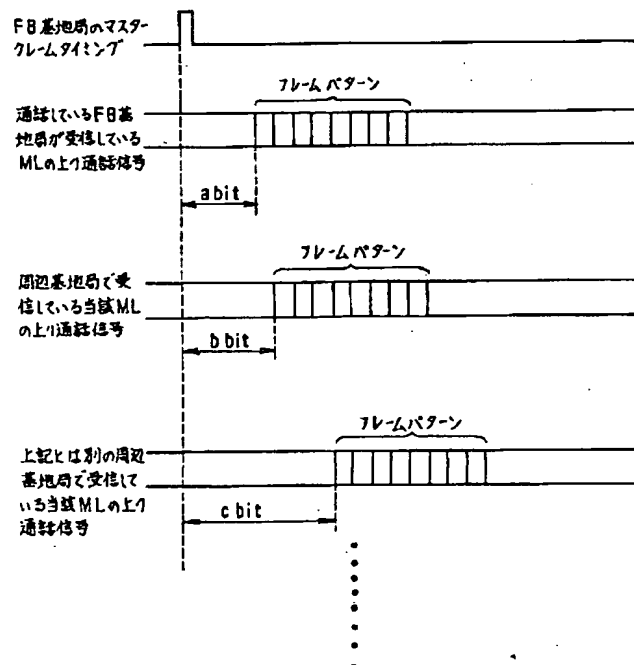 FB基地局のマスター
クレームタイミング
フレームパターン
通話しているFB基
地局が受信している
MLの上り通話信号
abit
フレームパターン
周辺基地局で受
信している当該ML
の上り通話信号
b bit
フレームパターン
上記とは別の周辺
基地局で受信して
いる当該MLの上り
通話信号
c bit